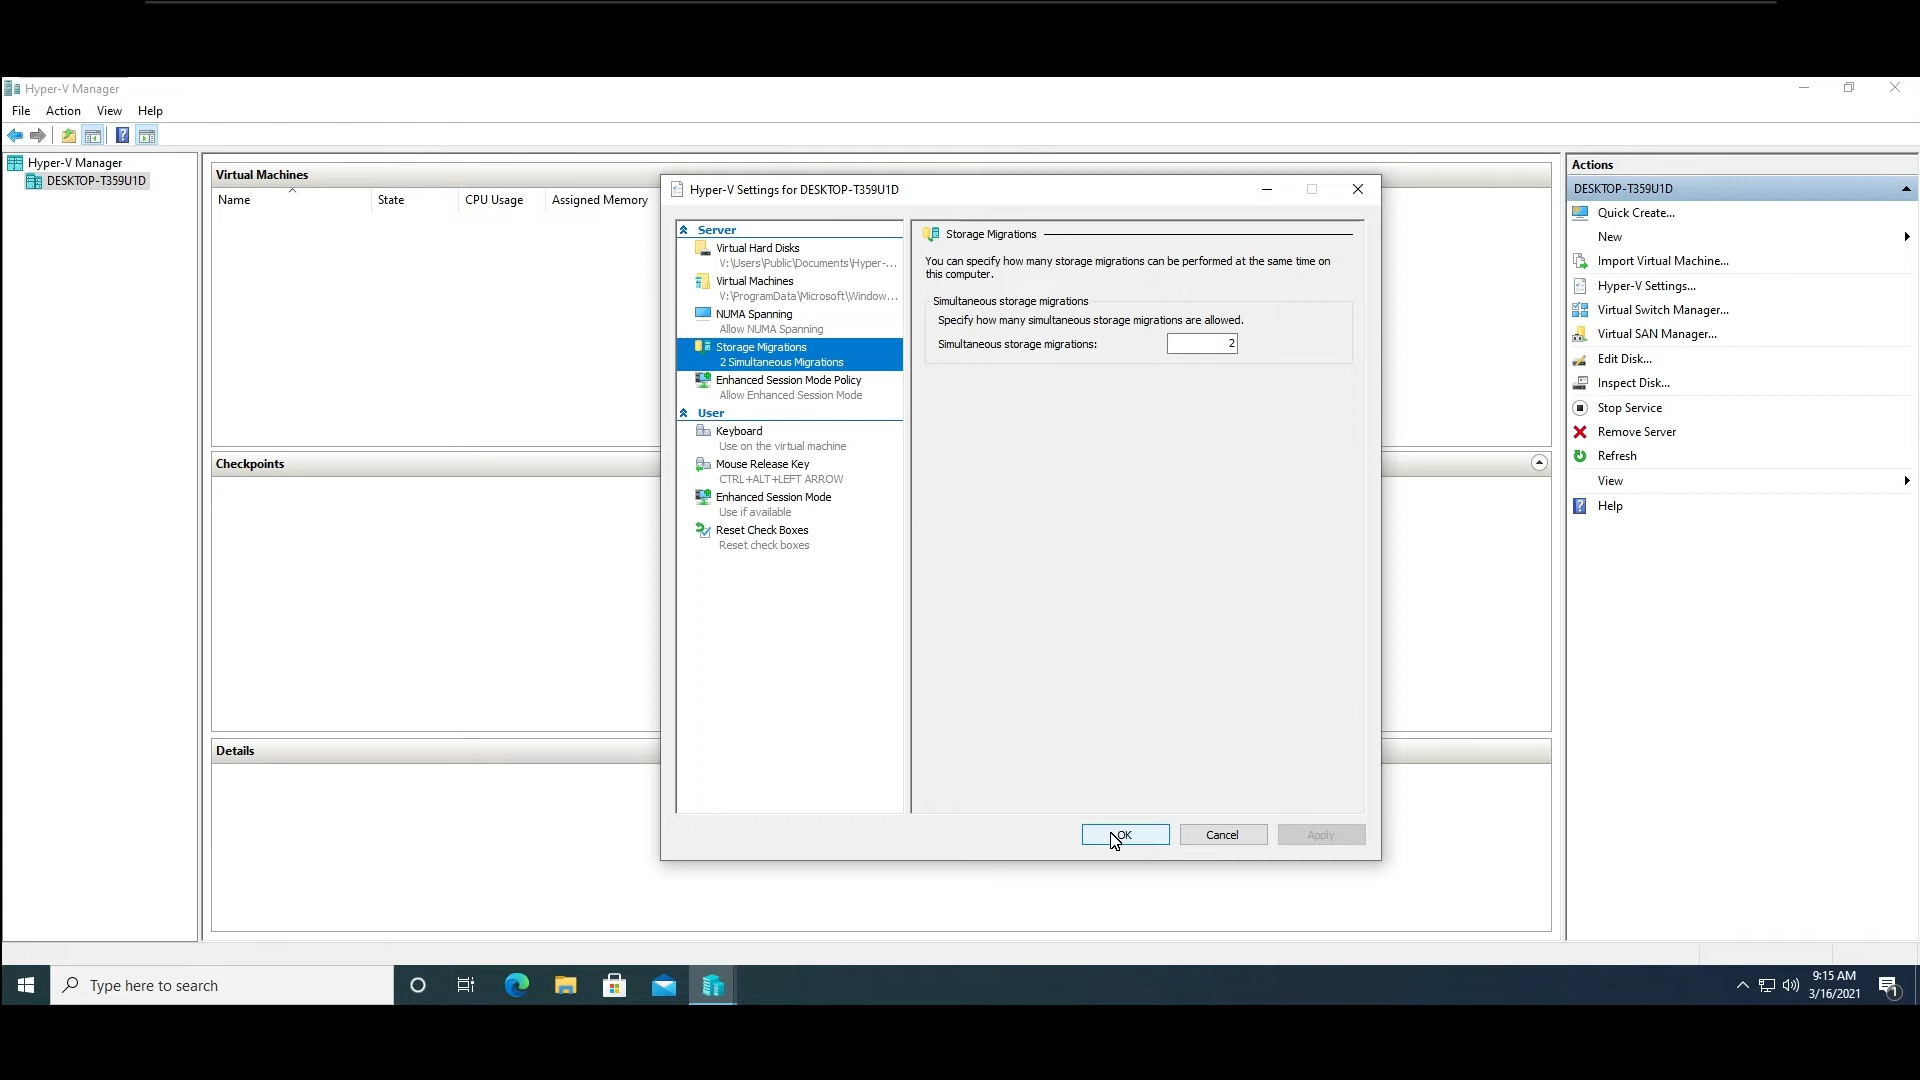 Hyper-V Manager
File Action View Help
Hyper-V Manager
DESKTOP-T359U1D
Virtual Machines
Name State CPU Usage Assigned Memory
Checkpoints
Details
Hyper-V Settings for DESKTOP-T359U1D
Server
Virtual Hard Disks
V:\Users\Public\Documents\Hyper-...
Virtual Machines
V:\ProgramData\Microsoft\Window...
NUMA Spanning
Allow NUMA Spanning
Storage Migrations
2 Simultaneous Migrations
Enhanced Session Mode Policy
Allow Enhanced Session Mode
User
Keyboard
Use on the virtual machine
Mouse Release Key
CTRL+ALT+LEFT ARROW
Enhanced Session Mode
Use if available
Reset Check Boxes
Reset check boxes
Storage Migrations
You can specify how many storage migrations can be performed at the same time on
this computer.
Simultaneous storage migrations
Specify how many simultaneous storage migrations are allowed.
Simultaneous storage migrations: 2
OK Cancel Apply
Actions
DESKTOP-T359U1D
Quick Create...
New
Import Virtual Machine...
Hyper-V Settings...
Virtual Switch Manager...
Virtual SAN Manager...
Edit Disk...
Inspect Disk...
Stop Service
Remove Server
Refresh
View
Help
Type here to search
9:15 AM
3/16/2021
1